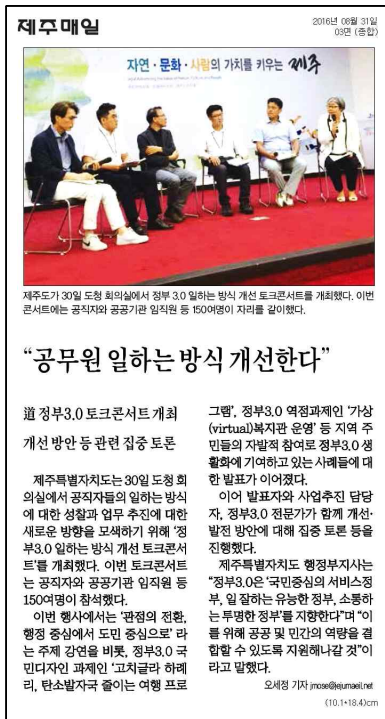 제주매일
2016년 08월 31일
03면 (종합)
자연·문화·사람의 가치를 키우는 제주
제주도가 30일 도청 회의실에서 정부 3.0 일하는 방식 개선 토크콘서트를 개최했다. 이번
콘서트에는 공직자와 공공기관 임직원 등 150여명이 자리를 같이했다.
“공무원 일하는 방식 개선한다”
道 정부3.0 토크콘서트 개최
개선 방안 등 관련 집중 토론
제주특별자치도는 30일 도청 회
의실에서 공직자들의 일하는 방식
에 대한 성찰과 업무 추진에 대한
새로운 방향을 모색하기 위해 ‘정
부3.0 일하는 방식 개선 토크콘서
트’를 개최했다. 이번 토크콘서트
는 공직자와 공공기관 임직원 등
150여명이 참석했다.
이번 행사에서는 ‘관점의 전환,
행정 중심에서 도민 중심으로’ 라
는 주제 강연을 비롯, 정부3.0 국
민디자인 과제인 ‘고치글라 하례
리, 탄소발자국 줄이는 여행 프로
그램’, 정부3.0 역점과제인 ‘가상
(virtual)복지관 운영’ 등 지역 주
민들의 자발적 참여로 정부3.0 생
활화에 기여하고 있는 사례들에 대
한 발표가 이어졌다.
이어 발표자와 사업추진 담당
자, 정부3.0 전문가가 함께 개선·
발전 방안에 대해 집중 토론 등을
진행했다.
제주특별자치도 행정부지사는
“정부3.0은 ‘국민중심의 서비스정
부, 일 잘하는 유능한 정부, 소통하
는 투명한 정부’를 지향한다”며 “이
를 위해 공공 및 민간의 역량을 결
합할 수 있도록 지원해나갈 것”이
라고 말했다.
오세정 기자 jmose@jejumaeil.net
(10.1*18.4)cm